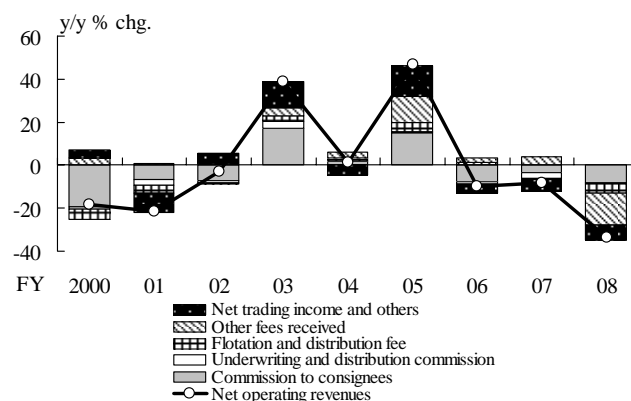 y/y % chg.
60
40
20
0
-20
-40
FY 2000 01 02 03 04 05 06 07 08
Net trading income and others
Other fees received
Flotation and distribution fee
Underwriting and distribution commission
Commission to consignees
Net operating revenues